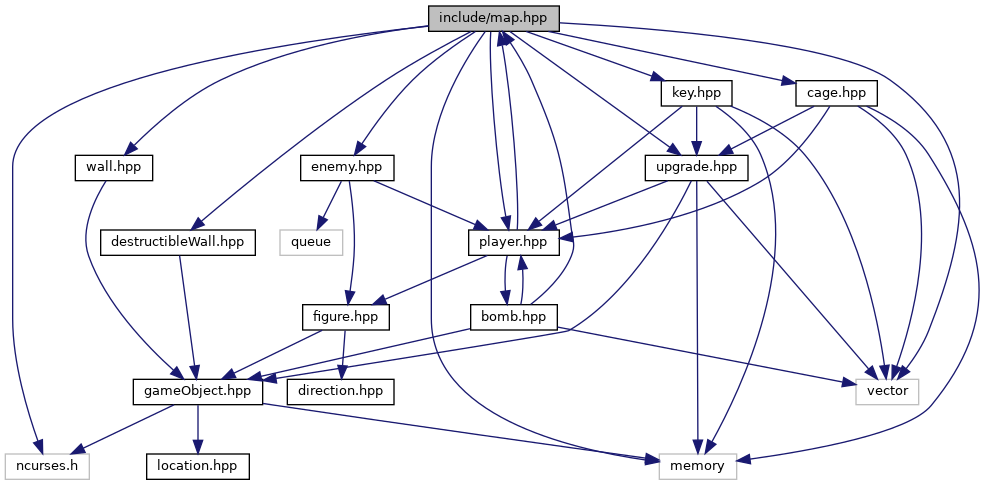 include/map.hpp
key.hpp
cage.hpp
wall.hpp
enemy.hpp
upgrade.hpp
destructibleWall.hpp
queue
player.hpp
figure.hpp
bomb.hpp
gameObject.hpp
direction.hpp
vector
ncurses.h
location.hpp
memory